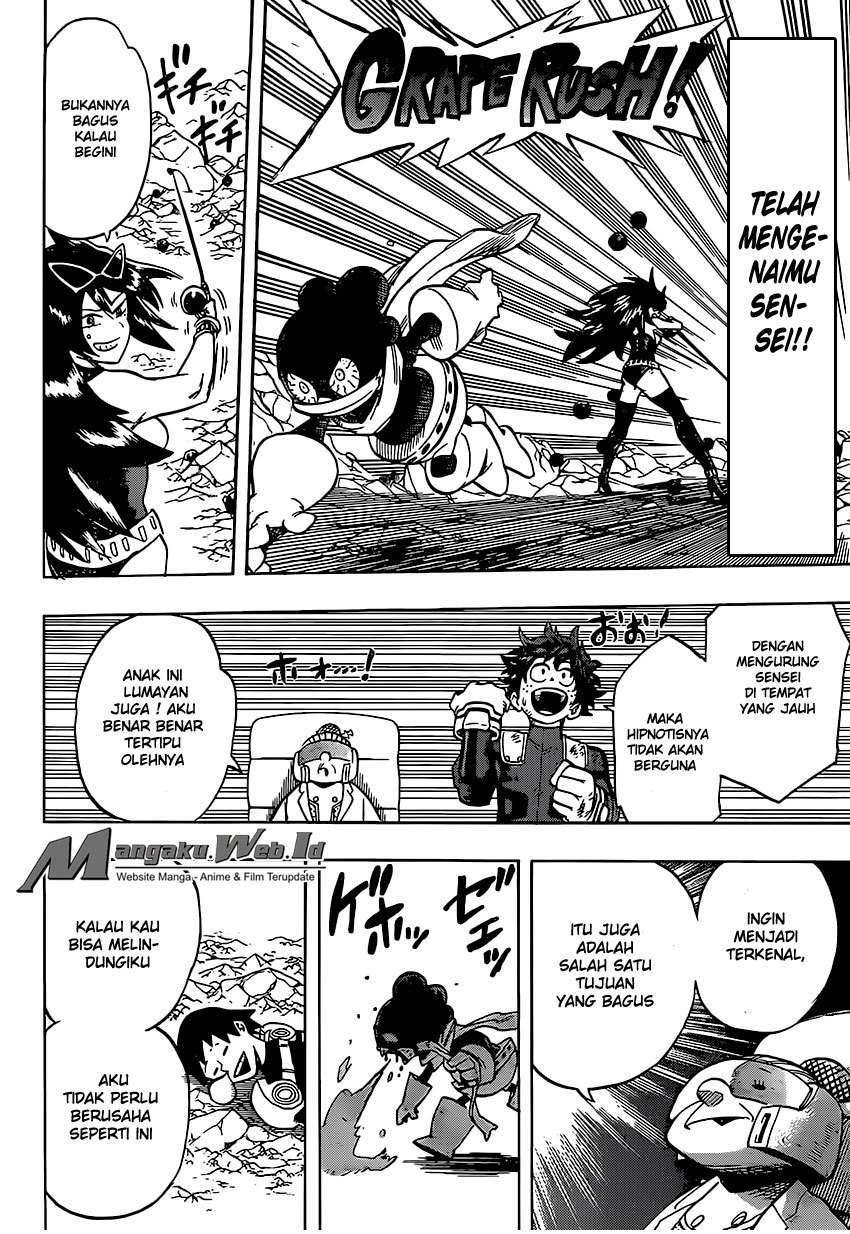 GRAPE RUSH!
TELAH
MENGE-
NAIMU
SEN-
SEI!!
BUKANNYA
BAGUS
KALAU
BEGINI
ギチ
ギチ
DENGAN
MENGURUNG
SENSEI
DI TEMPAT
YANG JAUH
MAKA
HIPNOTISNYA
TIDAK AKAN
BERGUNA
おお!
ホォー!
ANAK INI
LUMAYAN
JUGA ! AKU
BENAR BENAR
TERTIPU
OLEHNYA
Mangaku.Web.Id
Website Manga - Anime & Film Terupdate
INGIN
MENJADI
TERKENAL,
ITU JUGA
ADALAH
SALAH SATU
TUJUAN
YANG BAGUS
ゼェッ
ゲホッ
KALAU KAU
BISA MELIN-
DUNGIKU
AKU
TIDAK PERLU
BERUSAHA
SEPERTI INI